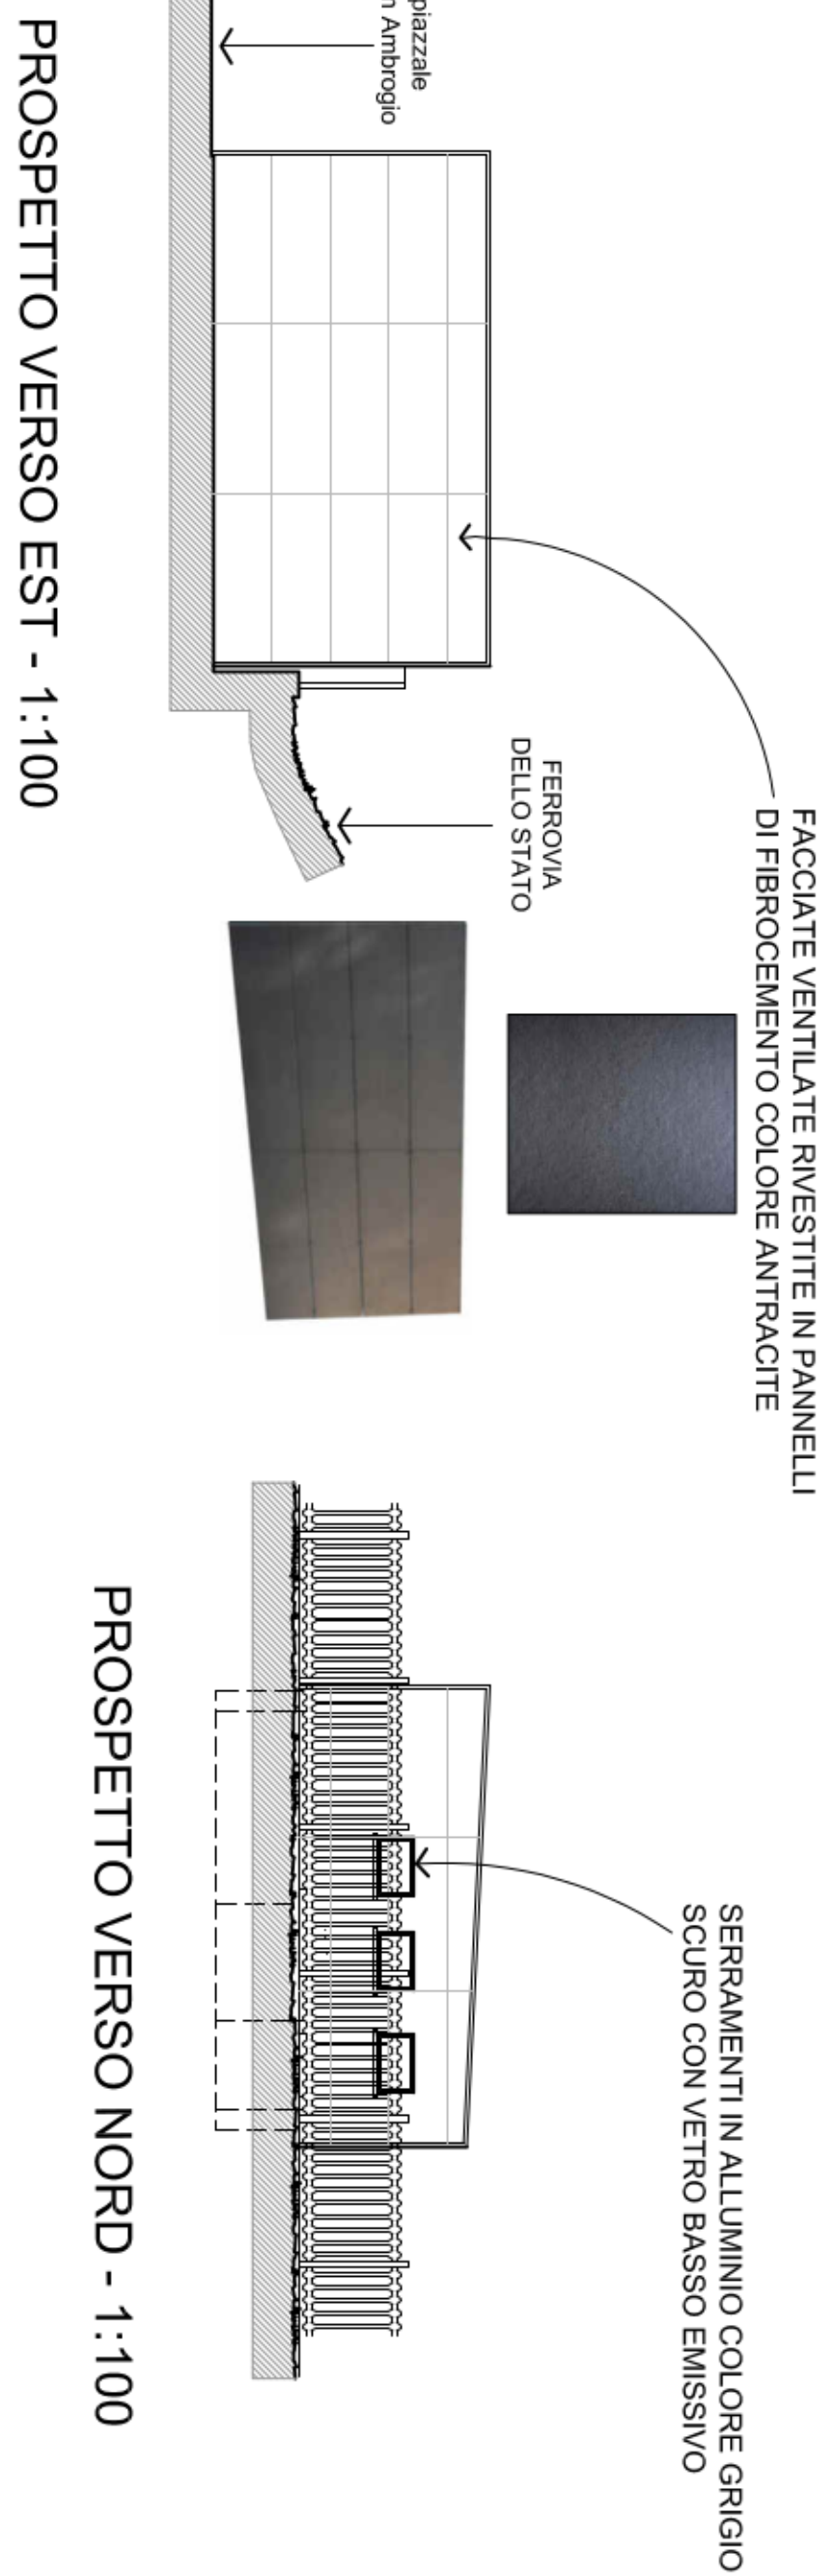 piazzale
Ambrogio
FACCIATE VENTILATE RIVESTITE IN PANNELLI
DI FIBROCEMENTO COLORE ANTRACITE
FERROVIA
DELLO STATO
PROSPETTO VERSO EST - 1:100
SERRAMENTI IN ALLUMINIO COLORE GRIGIO
SCURO CON VETRO BASSO EMISSIVO
PROSPETTO VERSO NORD - 1:100